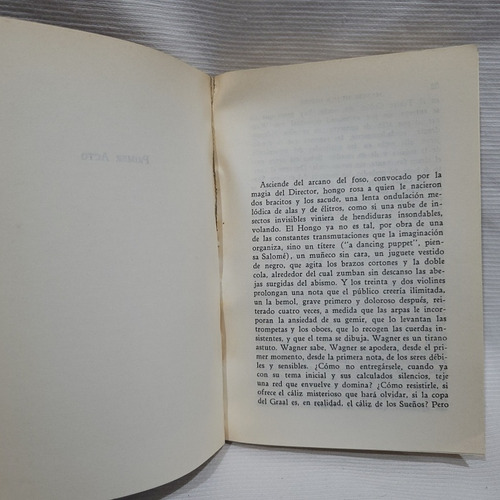 Asciende del arcano del foso, convocado por la
magia del Director, hongo rosa a quien le nacieron
dos bracitos y los sacude, una lenta ondulación me-
lódica de alas y de élitros, como si una nube de in-
sectos invisibles viniera de hendiduras insondables,
volando. El Hongo ya no es tal, por obra de una
de las constantes transmutaciones que la imaginación
organiza, sino un títere ("a dancing puppet", pien-
sa Salomé), un muñeco sin cara, un juguete vestido
de negro, que agita los brazos cortones y la doble
cola, alrededor del cual zumban sin descanso las abe-
jas surgidas del abismo. Y los treinta y dos violines
prolongan una nota que el público creería ilimitada,
un la bemol, grave primero y doloroso después, rei-
terado cuatro veces, a medida que las arpas le incor-
poran la ansiedad de su gemir, que lo levantan las
trompetas y los oboes, que lo recogen las cuerdas in-
sistentes, y que el tema se dibuja. Wagner es un tirano
astuto. Wagner sabe, Wagner se apodera, desde el pri-
mer momento, desde la primera nota, de los seres débi-
les y sensibles. ¿Cómo no entregársele, cuando ya
con su tema inicial y sus calculados silencios, teje
una red que envuelve y domina? ¿Cómo resistirle, si
ofrece el cáliz misterioso que hará olvidar, si la copa
del Graal es, en realidad, el cáliz de los Sueños? Pero